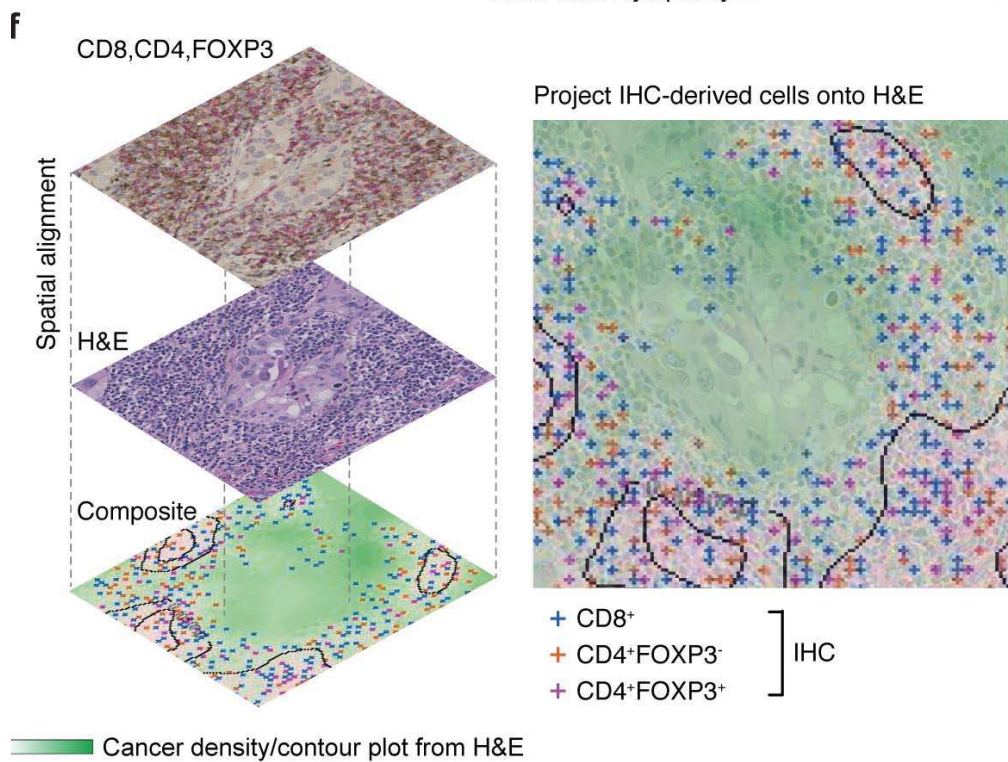 f
CD8,CD4,FOXP3
Project IHC-derived cells onto H&E
Spatial alignment
H&E
Composite
CD8⁺
CD4⁺FOXP3⁻
CD4⁺FOXP3⁺
IHC
Cancer density/contour plot from H&E